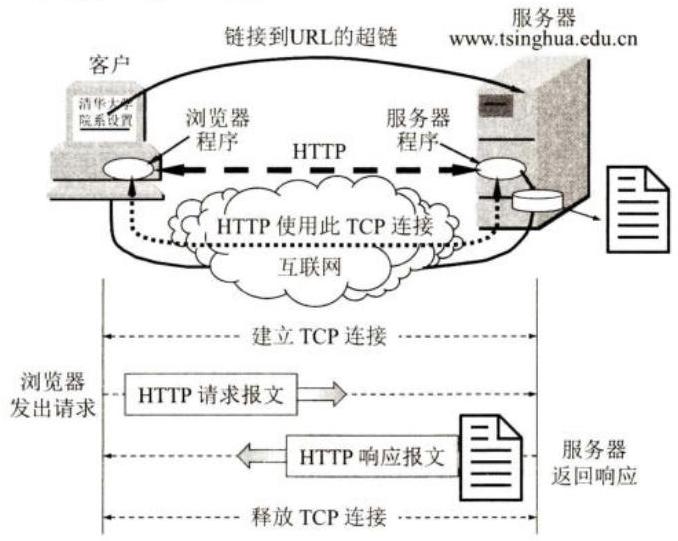 服务器
www.tsinghua.edu.cn
链接到URL的超链
客户
清华大学
院系设置
浏览器
程序
服务器
程序
HTTP
HTTP 使用此 TCP 连接
互联网
建立 TCP 连接
浏览器
发出请求
HTTP 请求报文
HTTP 响应报文
服务器
返回响应
释放 TCP 连接